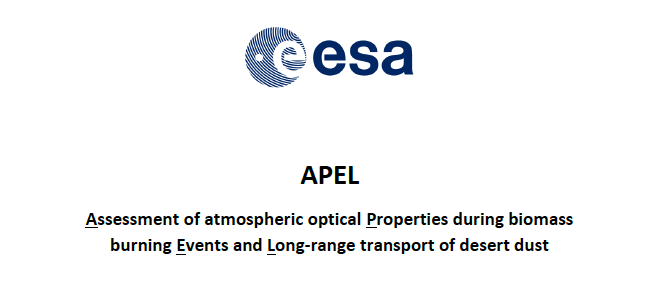 esa
APEL
Assessment of atmospheric optical Properties during biomass
burning Events and Long-range transport of desert dust